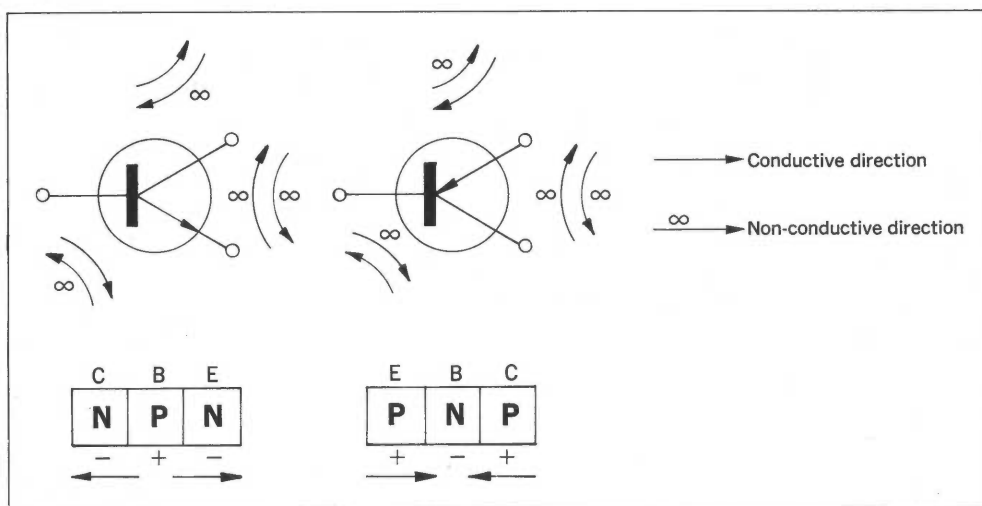 ∞ ∞
∞ ∞ ∞ ∞
Conductive direction
∞ Non-conductive direction
∞ ∞
C B E E B C
N P N P N P
− + − + − +